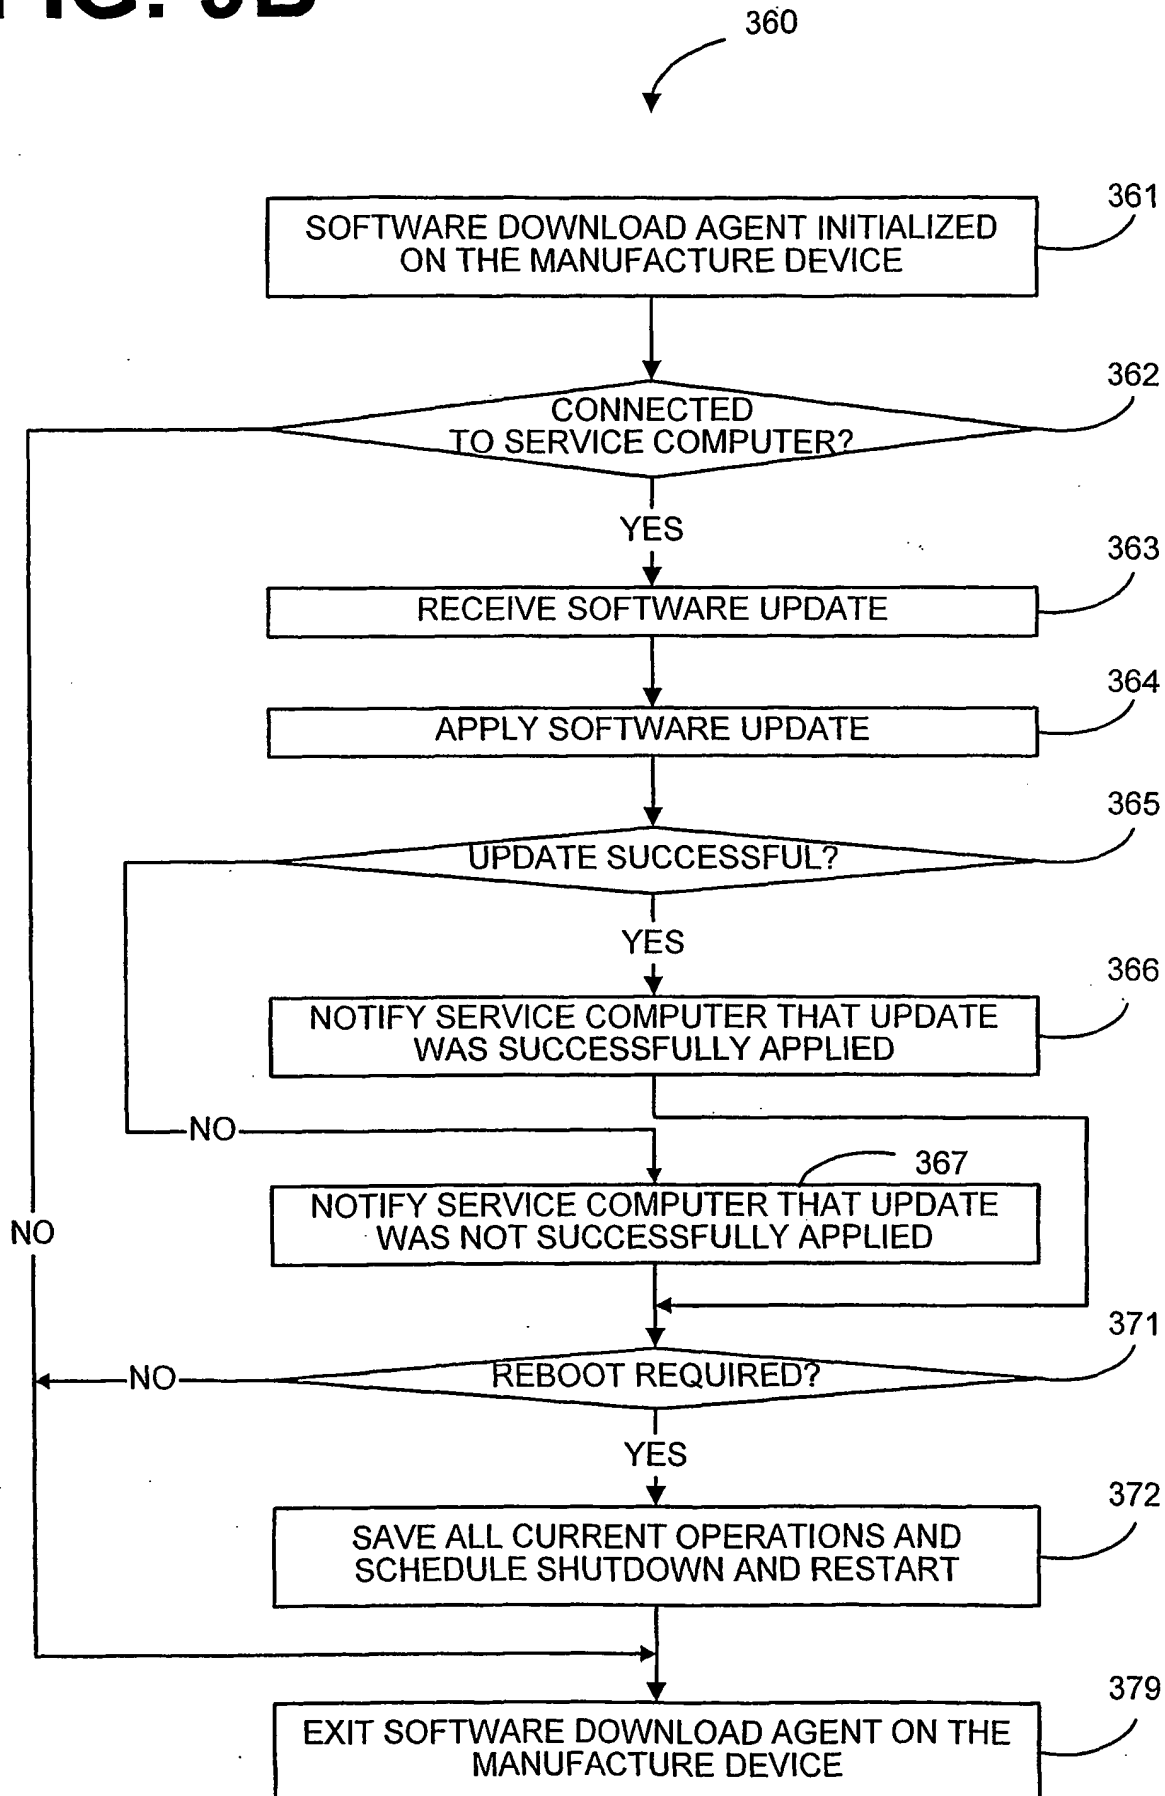 360
361
SOFTWARE DOWNLOAD AGENT INITIALIZED
ON THE MANUFACTURE DEVICE
362
CONNECTED
TO SERVICE COMPUTER?
YES
363
RECEIVE SOFTWARE UPDATE
364
APPLY SOFTWARE UPDATE
365
UPDATE SUCCESSFUL?
YES
366
NOTIFY SERVICE COMPUTER THAT UPDATE
WAS SUCCESSFULLY APPLIED
NO
367
NOTIFY SERVICE COMPUTER THAT UPDATE
WAS NOT SUCCESSFULLY APPLIED
NO
371
REBOOT REQUIRED?
NO
YES
372
SAVE ALL CURRENT OPERATIONS AND
SCHEDULE SHUTDOWN AND RESTART
379
EXIT SOFTWARE DOWNLOAD AGENT ON THE
MANUFACTURE DEVICE